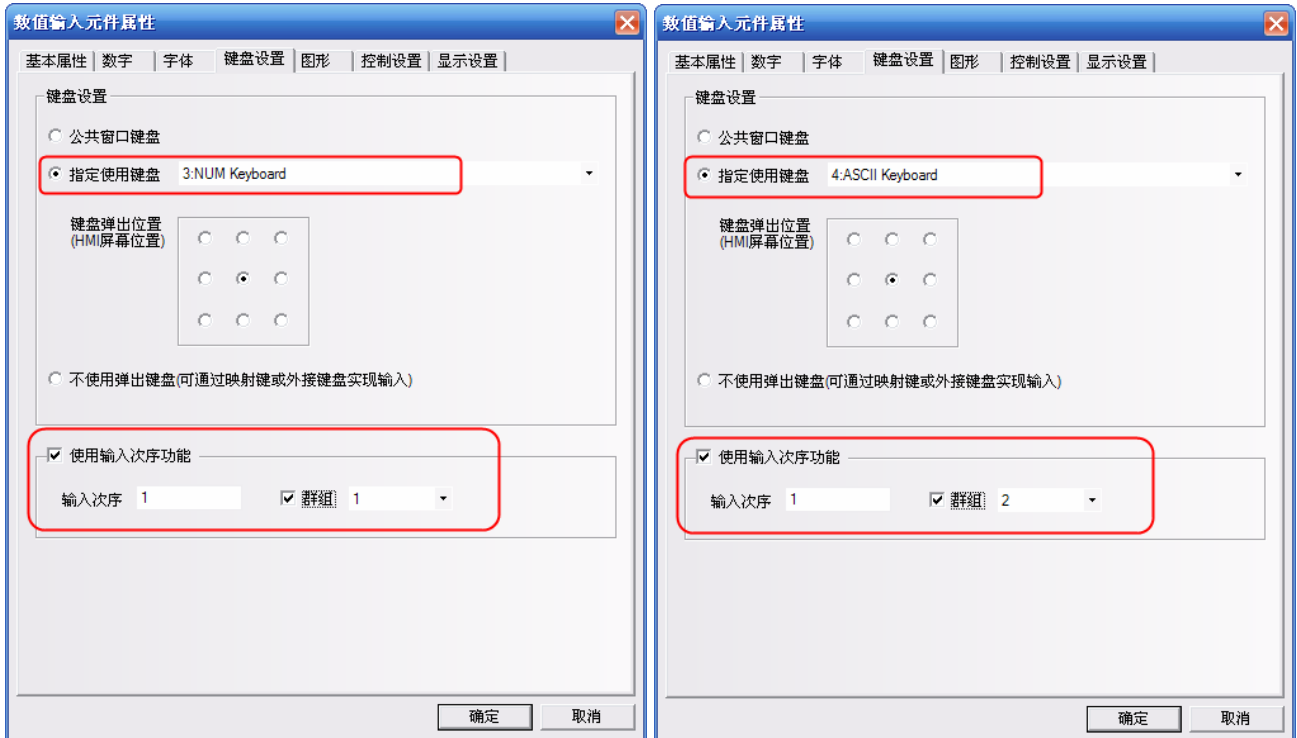 数值输入元件属性
基本属性 数字 字体 键盘设置 图形 控制设置 显示设置
键盘设置
公共窗口键盘
指定使用键盘 3:NUM Keyboard
键盘弹出位置
(HMI屏幕位置)
不使用弹出键盘(可通过映射键或外接键盘实现输入)
使用输入次序功能
输入次序 1 群组 1
确定 取消
数值输入元件属性
基本属性 数字 字体 键盘设置 图形 控制设置 显示设置
键盘设置
公共窗口键盘
指定使用键盘 4:ASCII Keyboard
键盘弹出位置
(HMI屏幕位置)
不使用弹出键盘(可通过映射键或外接键盘实现输入)
使用输入次序功能
输入次序 1 群组 2
确定 取消